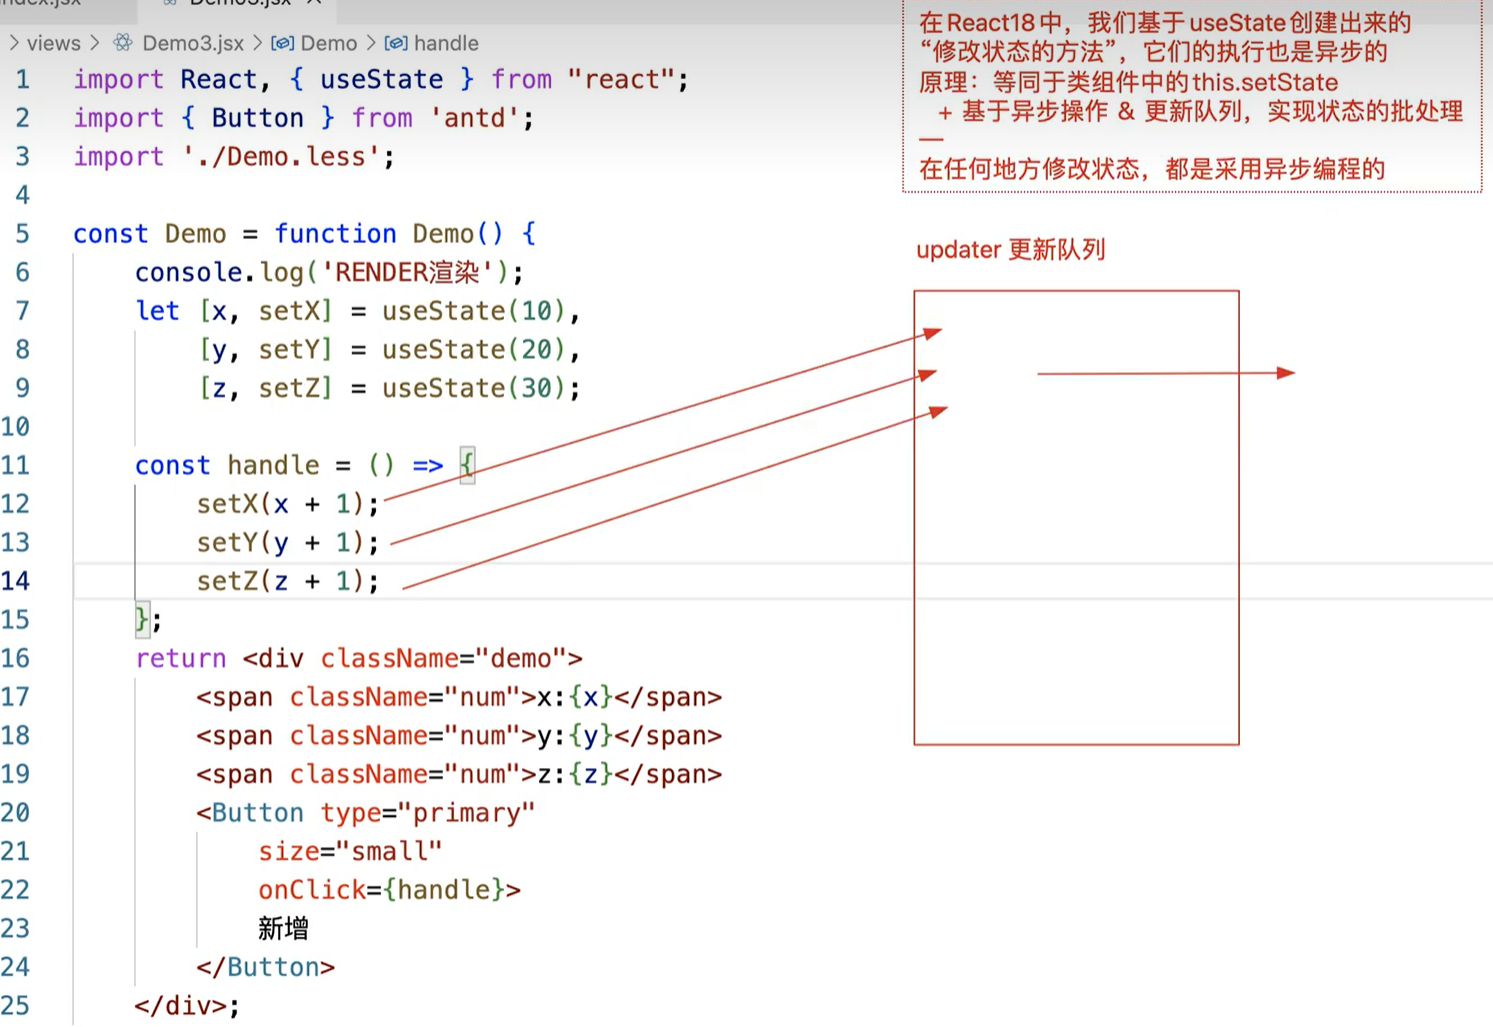 index.jsx
Demo3.jsx ×
> views > Demo3.jsx > Demo > handle
1 import React, { useState } from "react";
2 import { Button } from 'antd';
3 import './Demo.less';
4
5 const Demo = function Demo() {
6 console.log('RENDER渲染');
7 let [x, setX] = useState(10),
8 [y, setY] = useState(20),
9 [z, setZ] = useState(30);
10
11 const handle = () => {
12 setX(x + 1);
13 setY(y + 1);
14 setZ(z + 1);
15 };
16 return <div className="demo">
17 <span className="num">x:{x}</span>
18 <span className="num">y:{y}</span>
19 <span className="num">z:{z}</span>
20 <Button type="primary"
21 size="small"
22 onClick={handle}>
23 新增
24 </Button>
25 </div>;
在React18中，我们基于useState创建出来的
“修改状态的方法”，它们的执行也是异步的
原理：等同于类组件中的this.setState
+ 基于异步操作 & 更新队列，实现状态的批处理
—
在任何地方修改状态，都是采用异步编程的
updater 更新队列